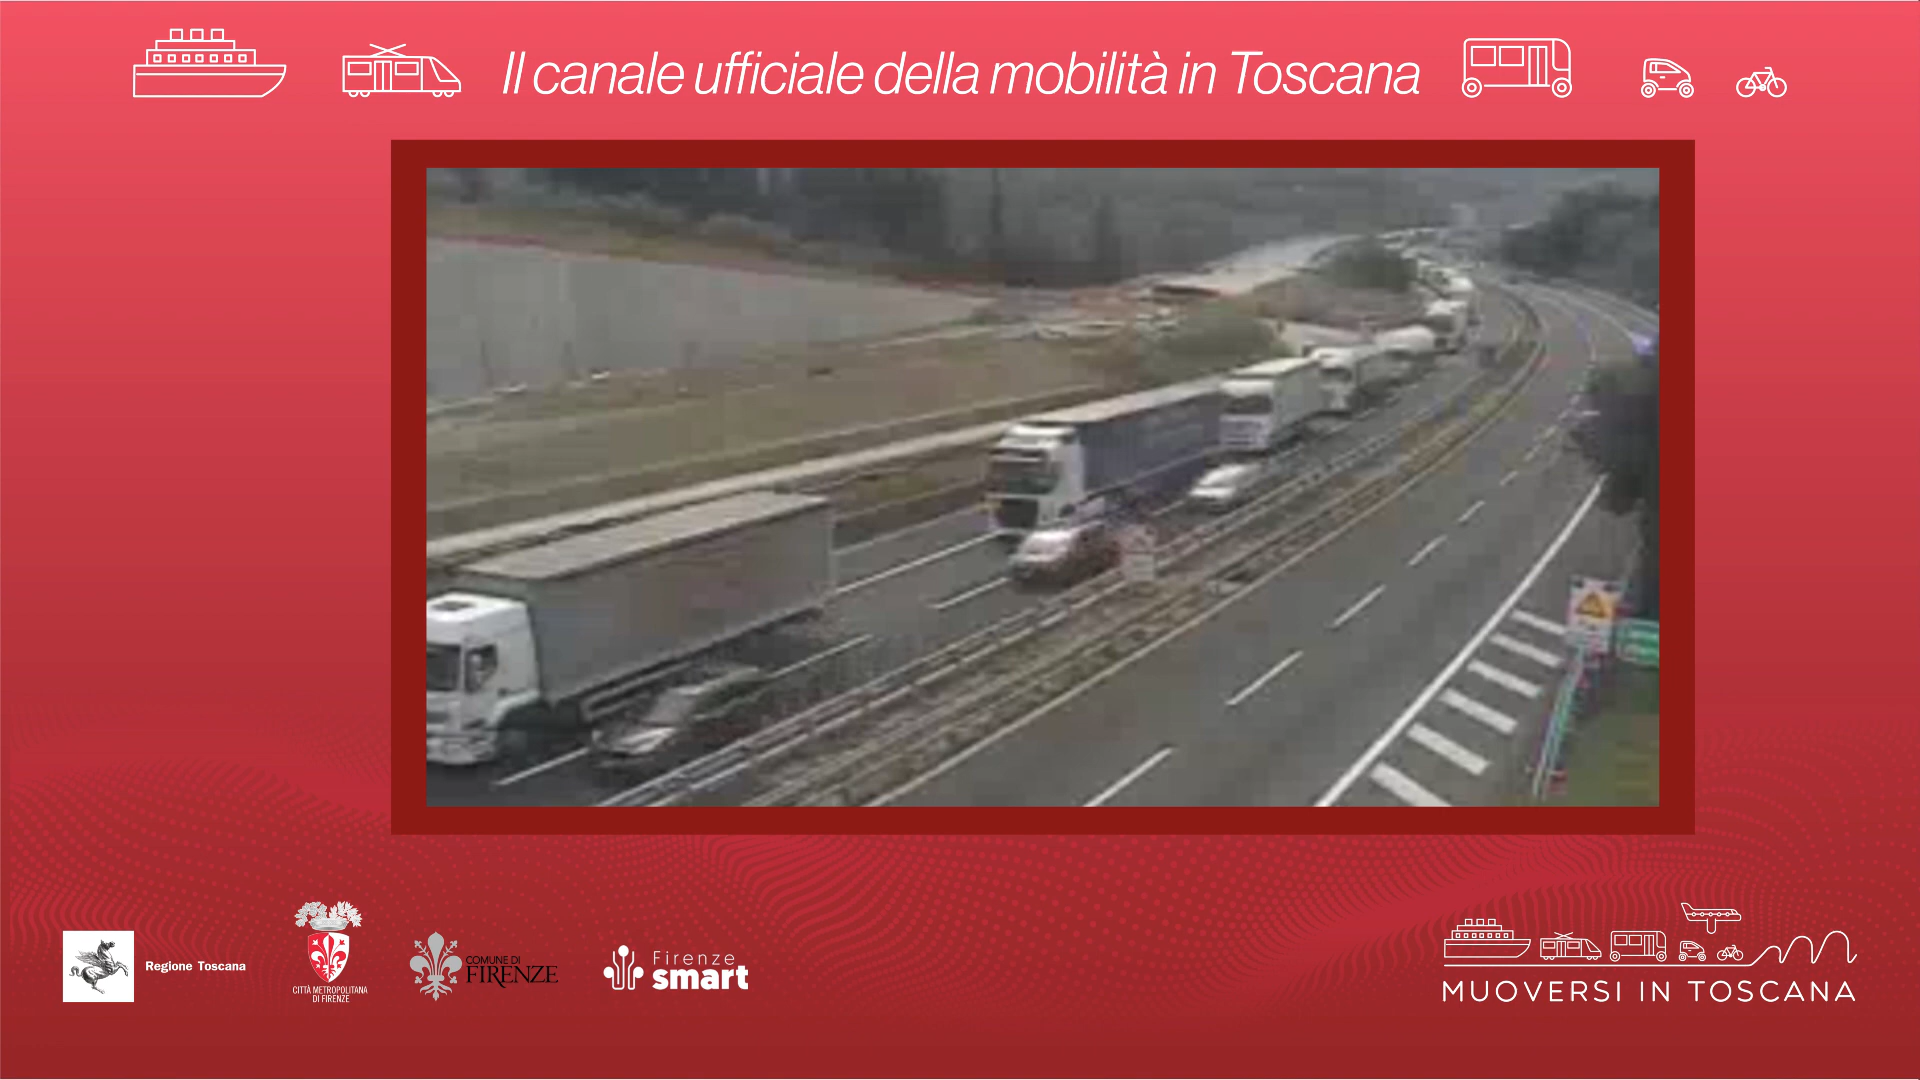 Il canale ufficiale della mobilità in Toscana
Regione Toscana
CITTÀ METROPOLITANA
DI FIRENZE
COMUNE DI
FIRENZE
Firenze
smart
MUOVERSI IN TOSCANA